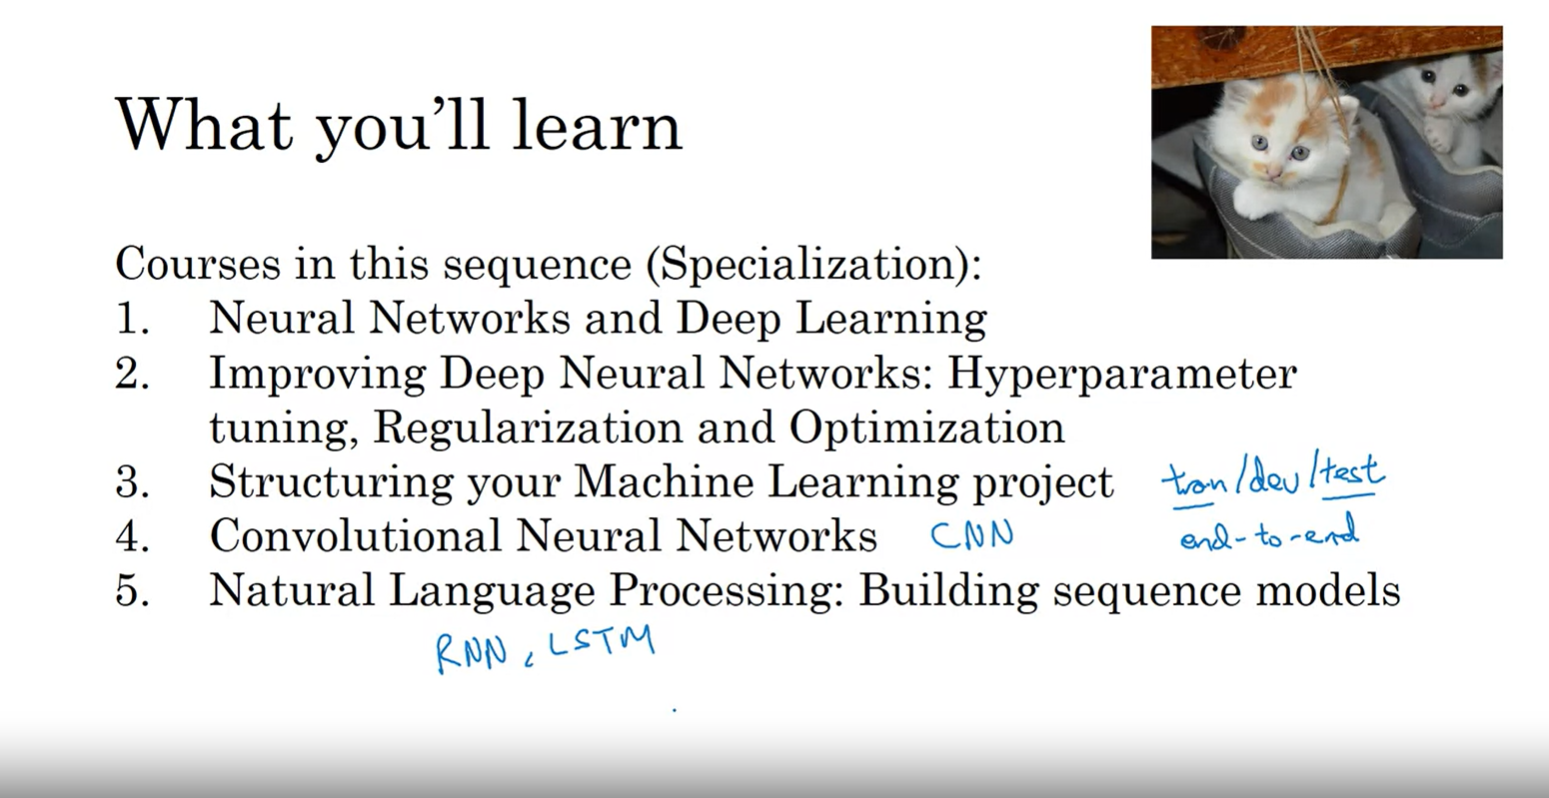 What you’ll learn
Courses in this sequence (Specialization):
1. Neural Networks and Deep Learning
2. Improving Deep Neural Networks: Hyperparameter
tuning, Regularization and Optimization
3. Structuring your Machine Learning project train/dev/test
4. Convolutional Neural Networks CNN end-to-end
5. Natural Language Processing: Building sequence models
RNN, LSTM